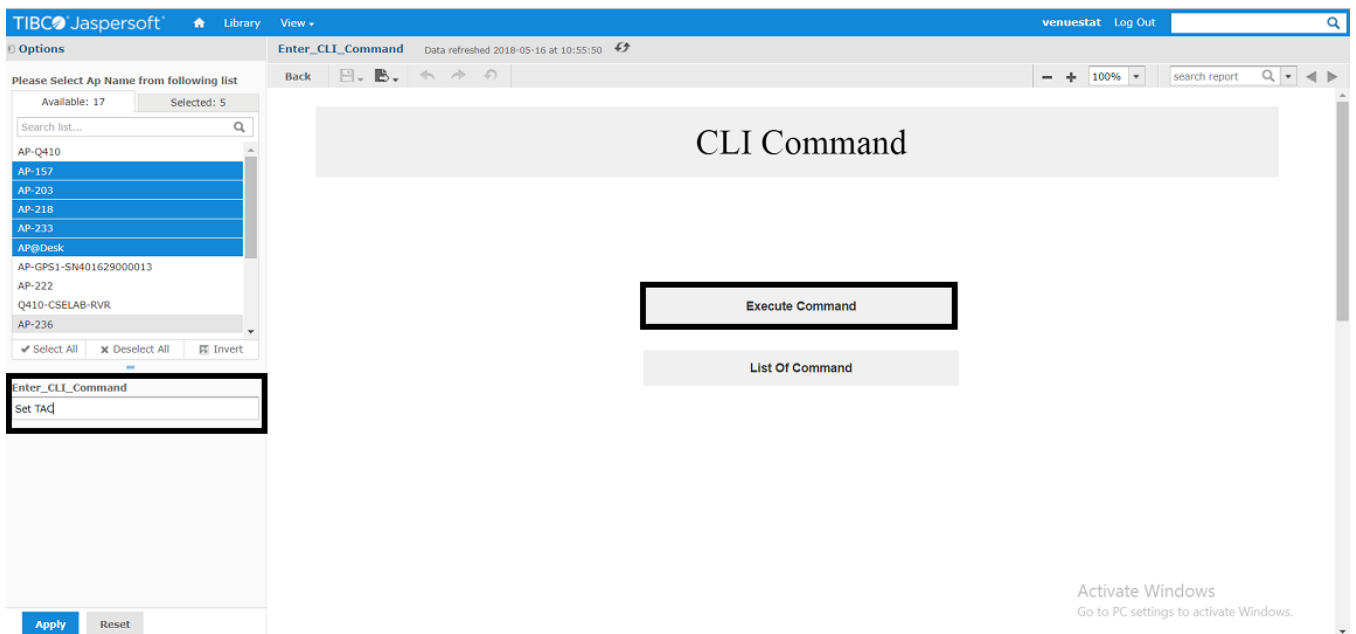 TIBCO Jaspersoft Library View venuestat Log Out
Options
Enter_CLI_Command Data refreshed 2018-05-16 at 10:55:50
Please Select Ap Name from following list
Back 100% search report
Available: 17 Selected: 5
Search list...
AP-Q410
AP-157
AP-203
AP-218
AP-233
AP@Desk
AP-GPS1-SN401629000013
AP-222
Q410-CSELAB-RVR
AP-236
Select All Deselect All Invert
Enter_CLI_Command
Set TAC
Apply Reset
CLI Command
Execute Command
List Of Command
Activate Windows
Go to PC settings to activate Windows.